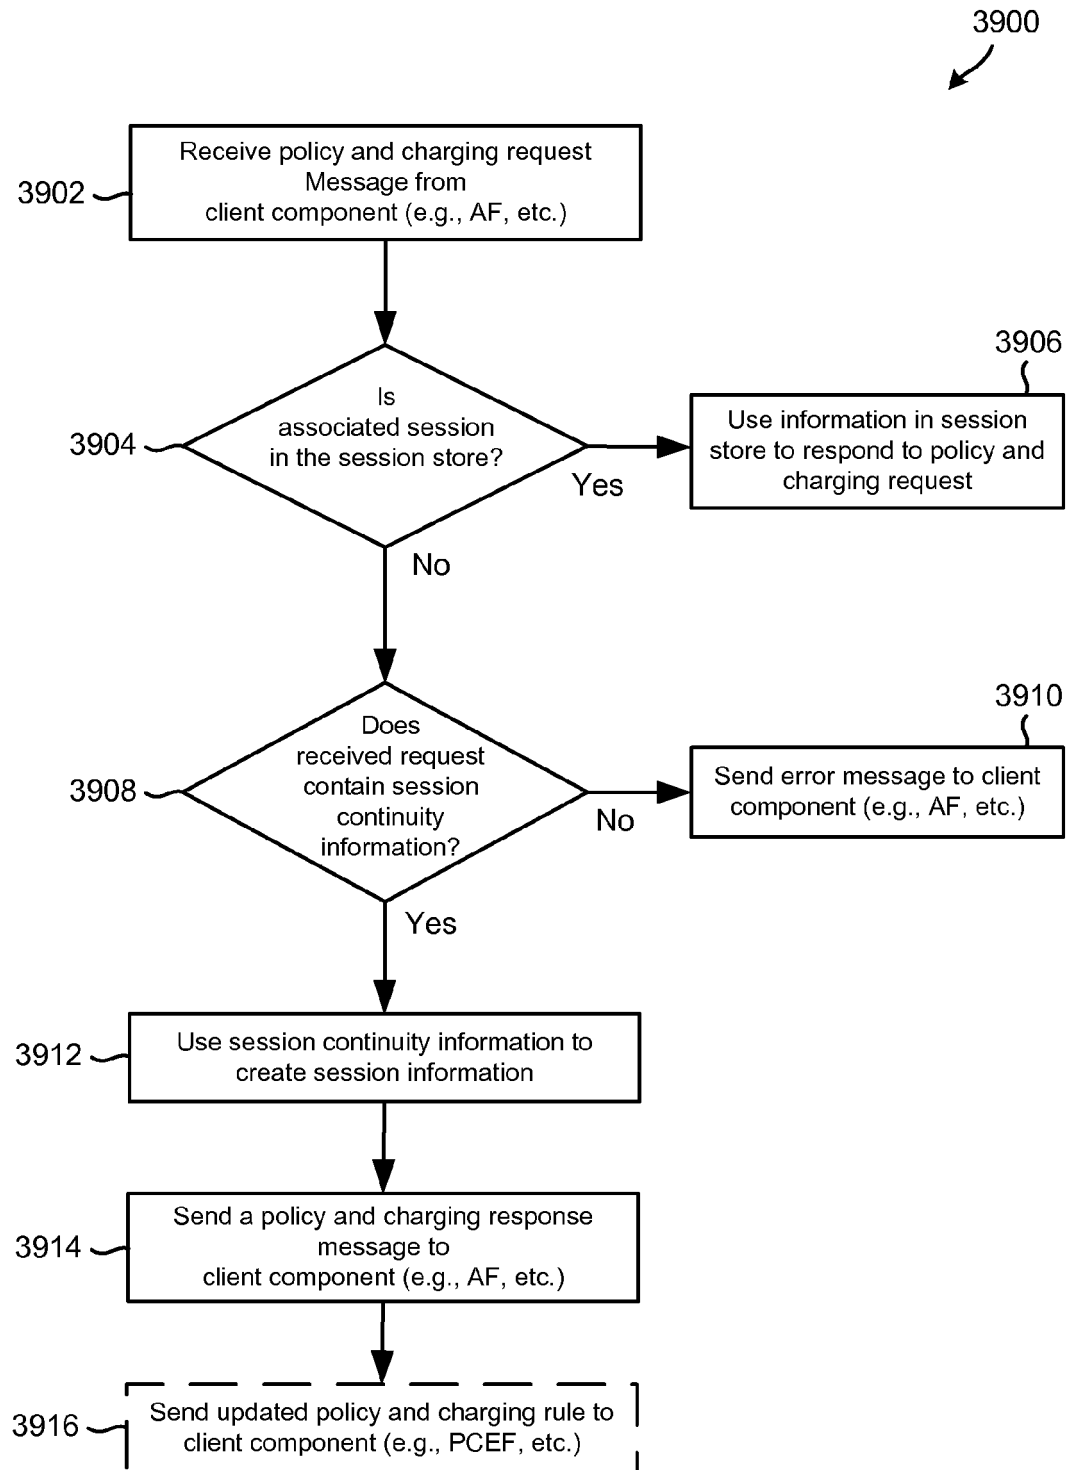 3900
3902
Receive policy and charging request
Message from
client component (e.g., AF, etc.)
3904
Is
associated session
in the session store?
Yes
No
3906
Use information in session
store to respond to policy and
charging request
3908
Does
received request
contain session
continuity
information?
No
Yes
3910
Send error message to client
component (e.g., AF, etc.)
3912
Use session continuity information to
create session information
3914
Send a policy and charging response
message to
client component (e.g., AF, etc.)
3916
Send updated policy and charging rule to
client component (e.g., PCEF, etc.)